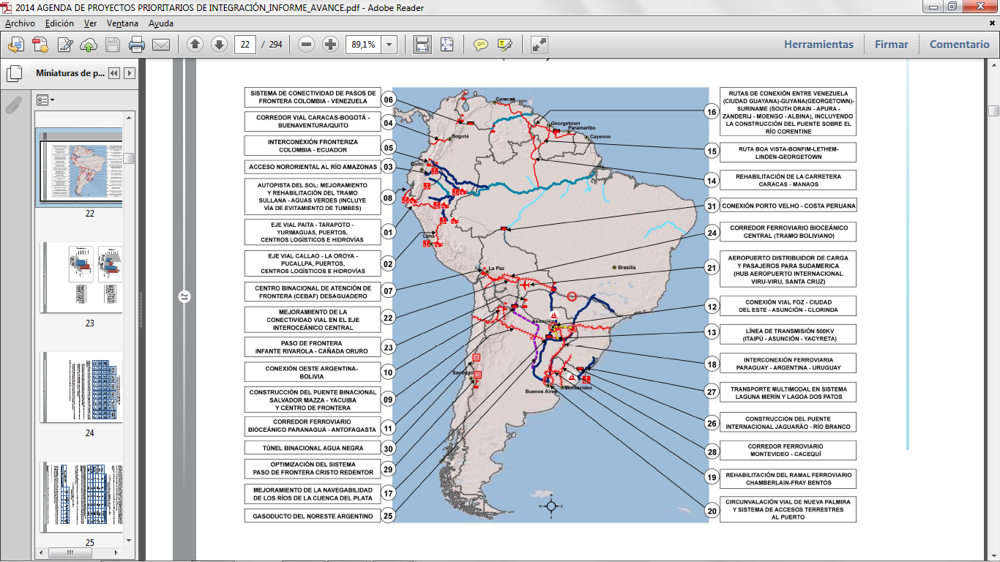 2014 AGENDA DE PROYECTOS PRIORITARIOS DE INTEGRACIÓN_INFORME_AVANCE.pdf - Adobe Reader
Archivo Edición Ver Ventana Ayuda
22 / 294 89,1% Herramientas Firmar Comentario
Miniaturas de p...
22
23
24
25
21
SISTEMA DE CONECTIVIDAD DE PASOS DE
FRONTERA COLOMBIA - VENEZUELA
06
CORREDOR VIAL CARACAS-BOGOTÁ -
BUENAVENTURA/QUITO
04
INTERCONEXIÓN FRONTERIZA
COLOMBIA - ECUADOR
05
ACCESO NORORIENTAL AL RÍO AMAZONAS
03
AUTOPISTA DEL SOL: MEJORAMIENTO
Y REHABILITACIÓN DEL TRAMO
SULLANA - AGUAS VERDES (INCLUYE
VÍA DE EVITAMIENTO DE TUMBES)
08
EJE VIAL PAITA - TARAPOTO -
YURIMAGUAS, PUERTOS,
CENTROS LOGÍSTICOS E HIDROVÍAS
01
EJE VIAL CALLAO - LA OROYA -
PUCALLPA, PUERTOS,
CENTROS LOGÍSTICOS E HIDROVÍAS
02
CENTRO BINACIONAL DE ATENCIÓN DE
FRONTERA (CEBAF) DESAGUADERO
07
MEJORAMIENTO DE LA
CONECTIVIDAD VIAL EN EL EJE
INTEROCEÁNICO CENTRAL
22
PASO DE FRONTERA
INFANTE RIVAROLA - CAÑADA ORURO
23
CONEXIÓN OESTE ARGENTINA-
BOLIVIA
10
CONSTRUCCIÓN DEL PUENTE BINACIONAL
SALVADOR MAZZA - YACUIBA
Y CENTRO DE FRONTERA
09
CORREDOR FERROVIARIO
BIOCEÁNICO PARANAGUÁ - ANTOFAGASTA
11
TÚNEL BINACIONAL AGUA NEGRA
30
OPTIMIZACIÓN DEL SISTEMA
PASO DE FRONTERA CRISTO REDENTOR
29
MEJORAMIENTO DE LA NAVEGABILIDAD
DE LOS RÍOS DE LA CUENCA DEL PLATA
17
GASODUCTO DEL NORESTE ARGENTINO
25
Caracas
Georgetown
Paramaribo
Cayenne
Bogotá
Quito
Lima
La Paz
Brasilia
Asunción
Santiago
Buenos Aires
Montevideo
N
W
E
S
16
RUTAS DE CONEXIÓN ENTRE VENEZUELA
(CIUDAD GUAYANA)-GUYANA(GEORGETOWN)-
SURINAME (SOUTH DRAIN - APURA -
ZANDERIJ - MOENGO - ALBINA), INCLUYENDO
LA CONSTRUCCIÓN DEL PUENTE SOBRE EL
RÍO CORENTINE
15
RUTA BOA VISTA-BONFIM-LETHEM-
LINDEN-GEORGETOWN
14
REHABILITACIÓN DE LA CARRETERA
CARACAS - MANAOS
31
CONEXIÓN PORTO VELHO - COSTA PERUANA
24
CORREDOR FERROVIARIO BIOCEÁNICO
CENTRAL (TRAMO BOLIVIANO)
21
AEROPUERTO DISTRIBUIDOR DE CARGA
Y PASAJEROS PARA SUDAMERICA
(HUB AEROPUERTO INTERNACIONAL
VIRU-VIRU, SANTA CRUZ)
12
CONEXIÓN VIAL FOZ - CIUDAD
DEL ESTE - ASUNCIÓN - CLORINDA
13
LÍNEA DE TRANSMISIÓN 500KV
(ITAIPÚ - ASUNCIÓN - YACYRETA)
18
INTERCONEXIÓN FERROVIARIA
PARAGUAY - ARGENTINA - URUGUAY
27
TRANSPORTE MULTIMODAL EN SISTEMA
LAGUNA MERÍN Y LAGOA DOS PATOS
26
CONSTRUCCIÓN DEL PUENTE
INTERNACIONAL JAGUARÃO - RÍO BRANCO
28
CORREDOR FERROVIARIO
MONTEVIDEO - CACEQUÍ
19
REHABILITACIÓN DEL RAMAL FERROVIARIO
CHAMBERLAIN-FRAY BENTOS
20
CIRCUNVALACIÓN VIAL DE NUEVA PALMIRA
Y SISTEMA DE ACCESOS TERRESTRES
AL PUERTO